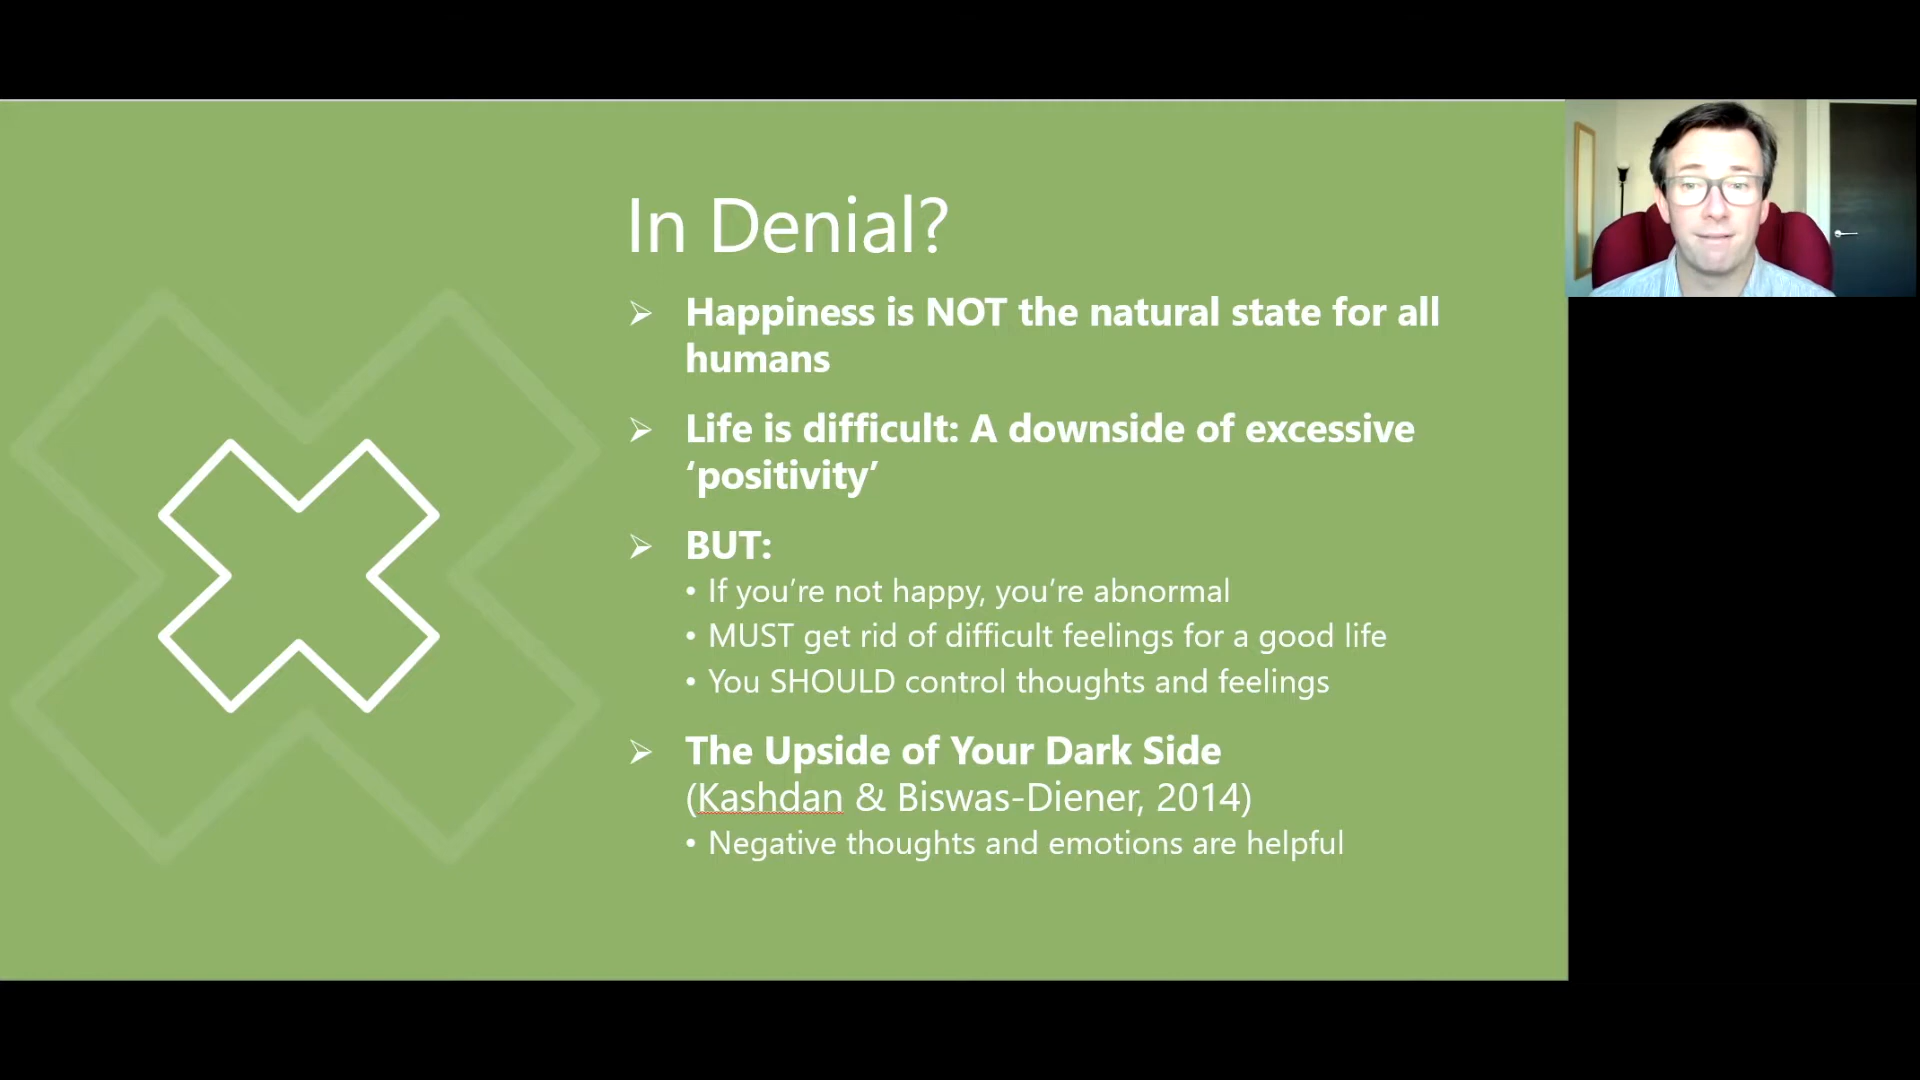 In Denial?
Happiness is NOT the natural state for all
humans
Life is difficult: A downside of excessive
‘positivity’
BUT:
• If you’re not happy, you’re abnormal
• MUST get rid of difficult feelings for a good life
• You SHOULD control thoughts and feelings
The Upside of Your Dark Side
(Kashdan & Biswas-Diener, 2014)
• Negative thoughts and emotions are helpful